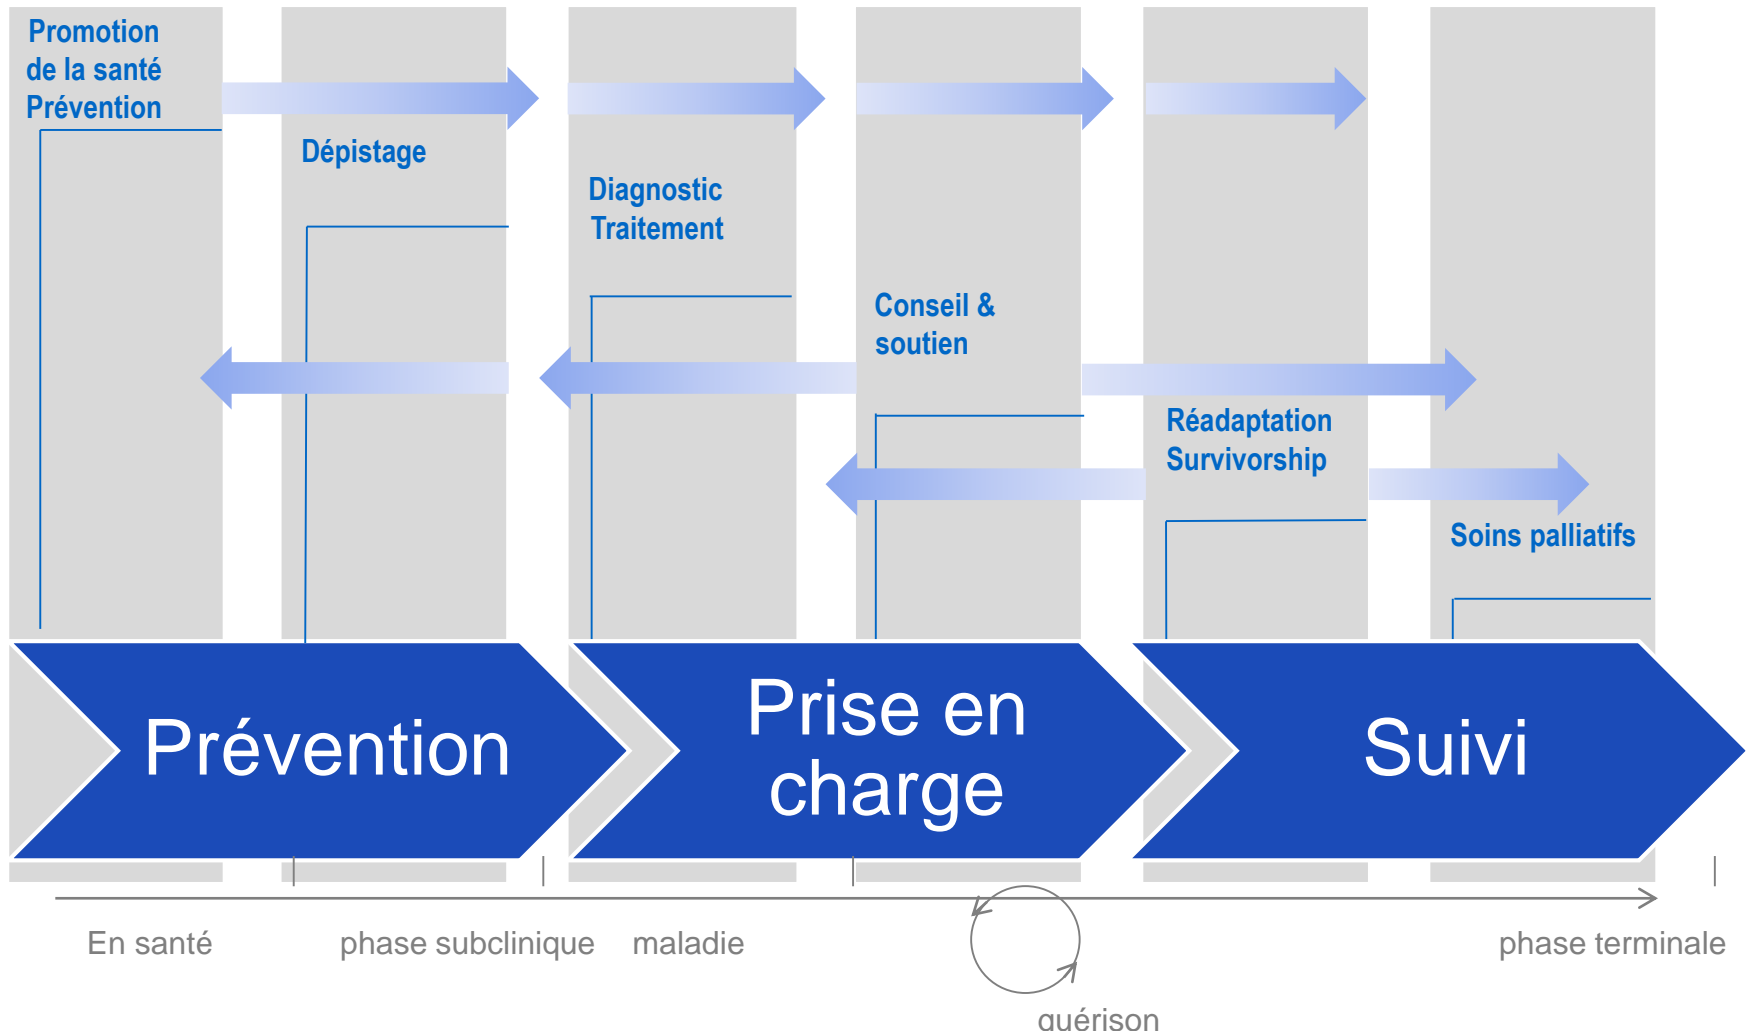 Promotion
de la santé
Prévention
Dépistage
Diagnostic
Traitement
Conseil &
soutien
Réadaptation
Survivorship
Soins palliatifs
Prévention
Prise en
charge
Suivi
En santé
phase subclinique
maladie
phase terminale
guérison